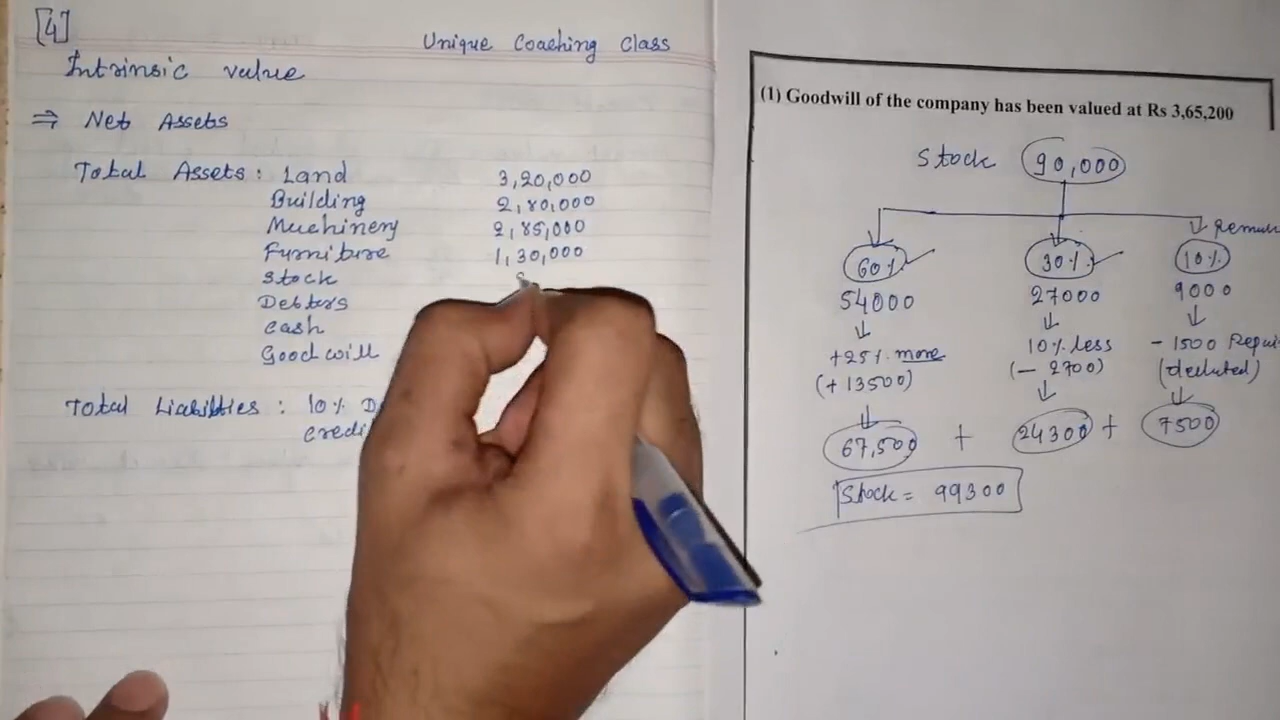 [4]
Unique Coaching Class
Intrinsic value
⇒ Net Assets
Total Assets: Land 3,20,000
Building 2,80,000
Machinery 2,85,000
Furniture 1,30,000
Stock
Debtors
Cash
Goodwill
Total Liabilities: 10% D
credi
(1) Goodwill of the company has been valued at Rs 3,65,200
Stock 90,000
60% 30% 10%
54000 27000 9000
+25% more 10% less - 1500
(+ 13500) (- 2700) (deducted)
67,500 + 24300 + 7500
Stock = 99300